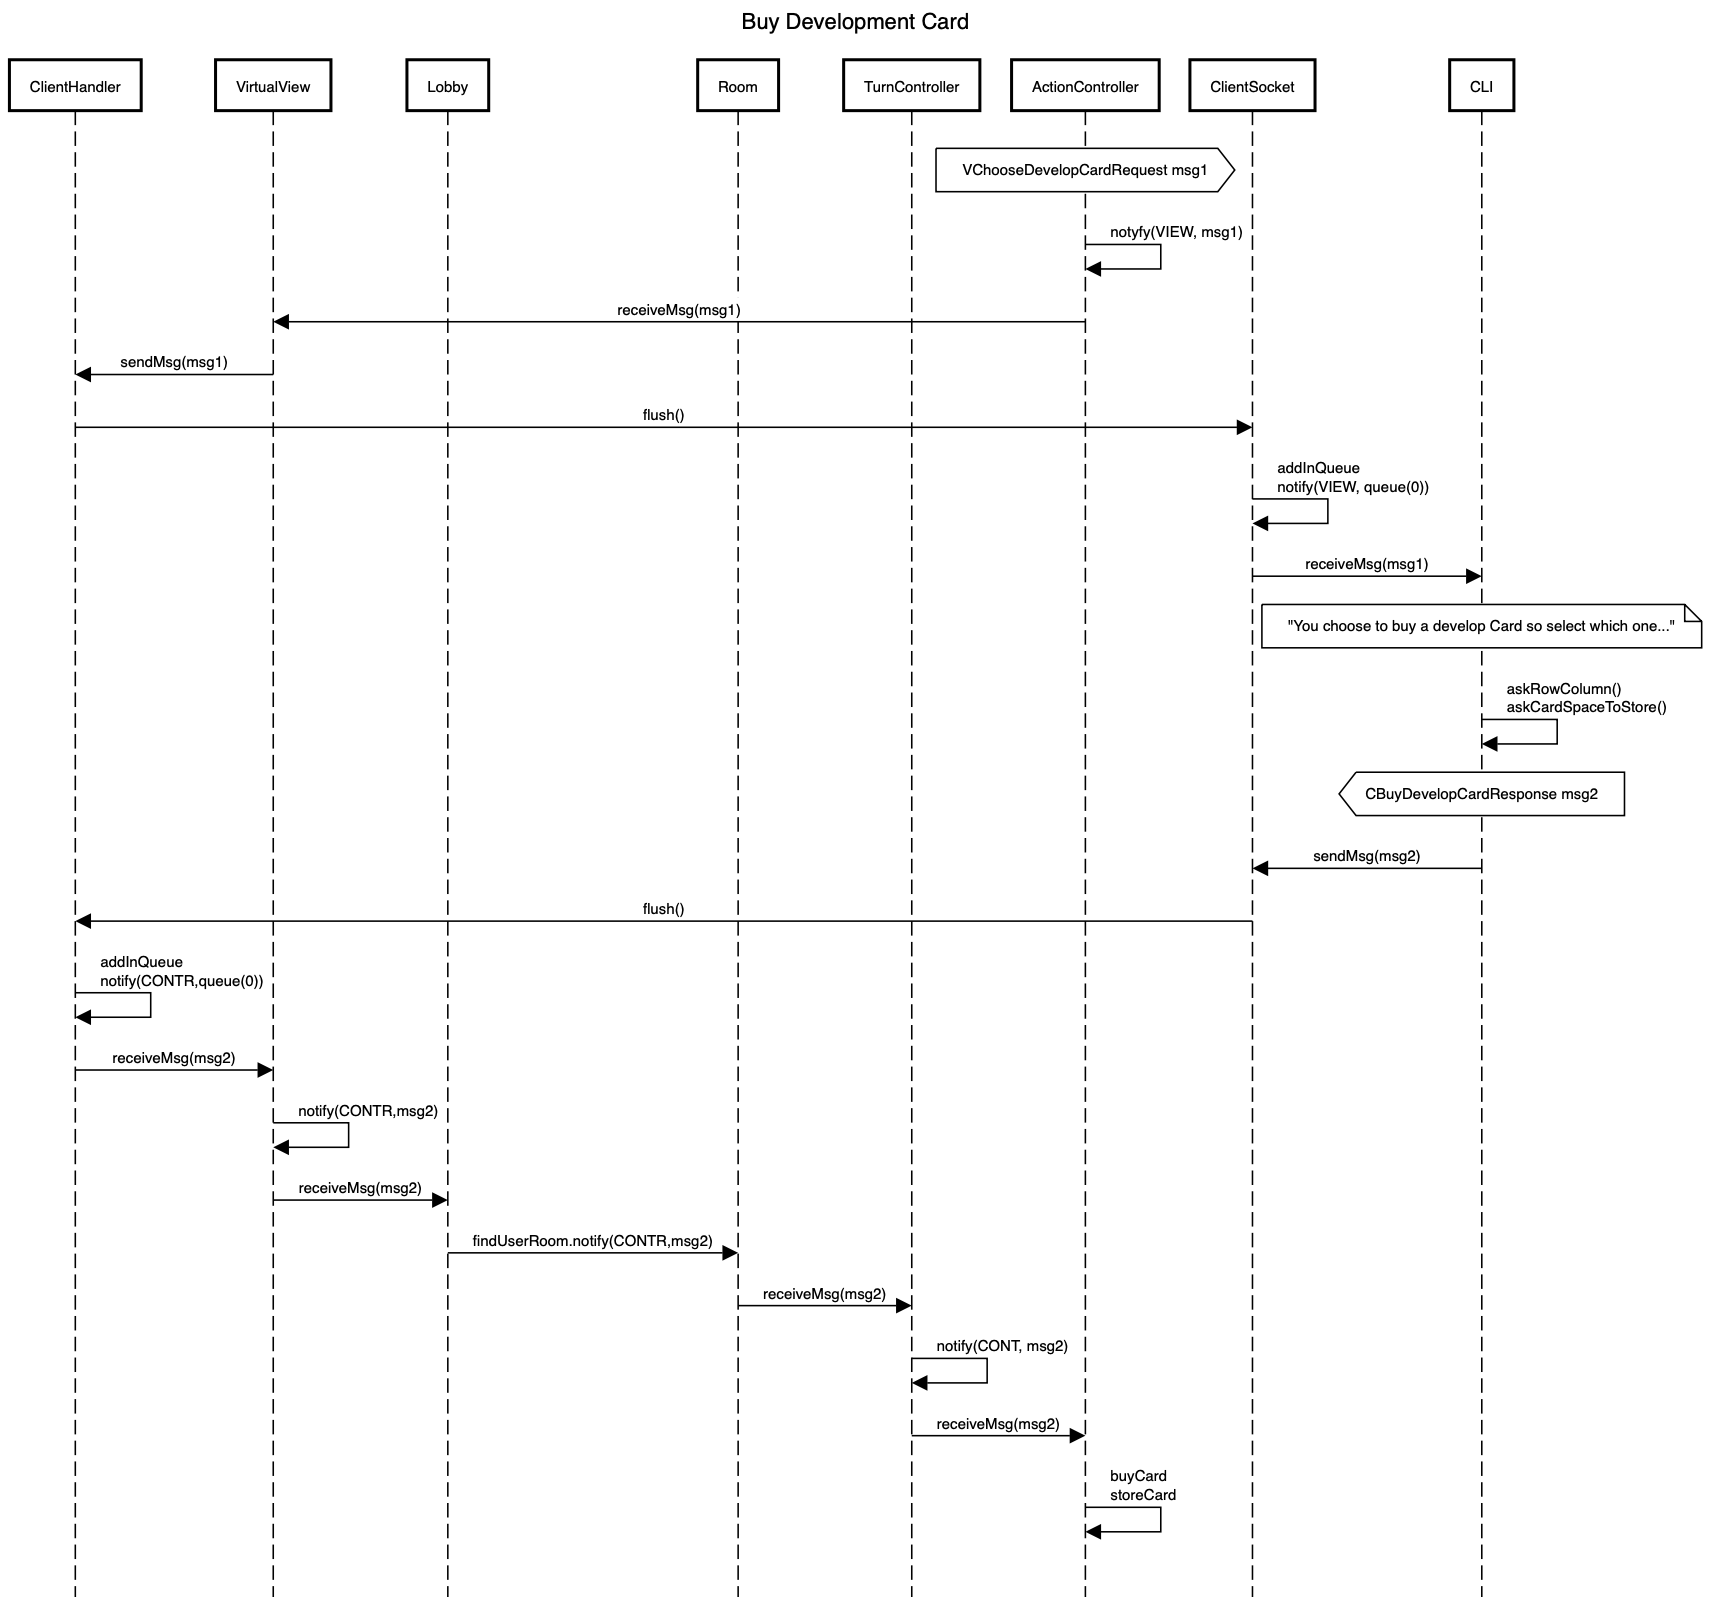 Buy Development Card
ClientHandler
VirtualView
Lobby
Room
TurnController
ActionController
ClientSocket
CLI
VChooseDevelopCardRequest msg1
notyfy(VIEW, msg1)
receiveMsg(msg1)
sendMsg(msg1)
flush()
addInQueue
notify(VIEW, queue(0))
receiveMsg(msg1)
"You choose to buy a develop Card so select which one..."
askRowColumn()
askCardSpaceToStore()
CBuyDevelopCardResponse msg2
sendMsg(msg2)
flush()
addInQueue
notify(CONTR,queue(0))
receiveMsg(msg2)
notify(CONTR,msg2)
receiveMsg(msg2)
findUserRoom.notify(CONTR,msg2)
receiveMsg(msg2)
notify(CONT, msg2)
receiveMsg(msg2)
buyCard
storeCard